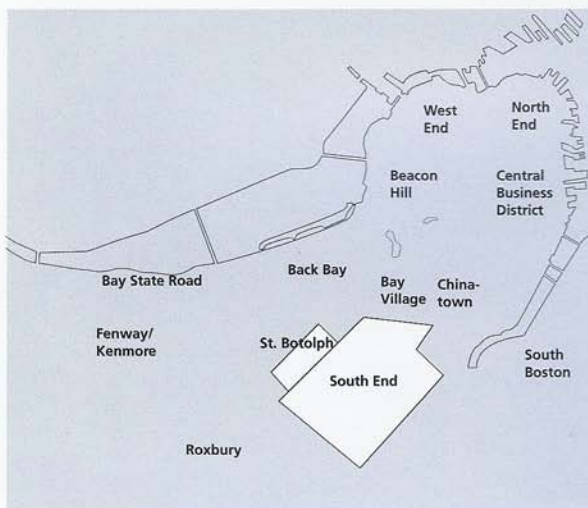 West
End
North
End
Beacon
Hill
Central
Business
District
Back Bay
Bay State Road
Bay
Village
China-
town
Fenway/
Kenmore
St. Botolph
South
Boston
South End
Roxbury